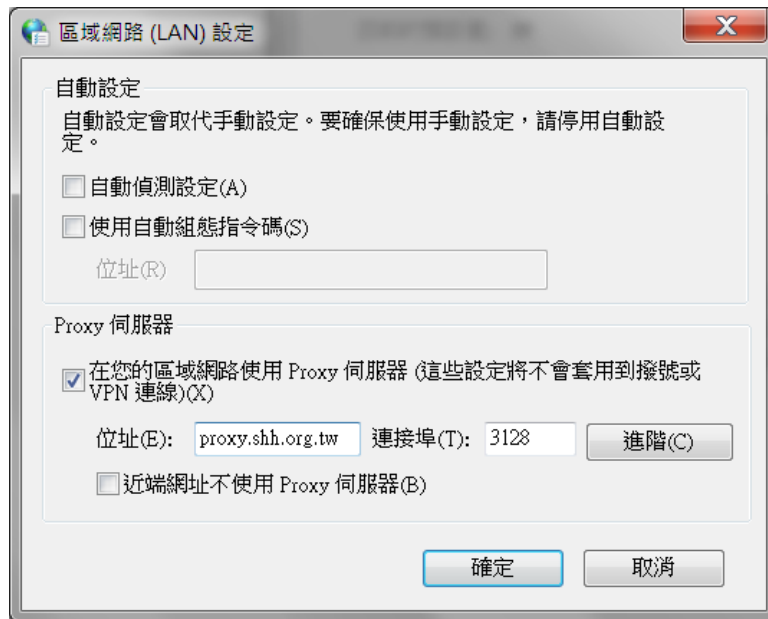 區域網路 (LAN) 設定
自動設定
自動設定會取代手動設定。要確保使用手動設定，請停用自動設
定。
自動偵測設定(A)
使用自動組態指令碼(S)
位址(R)
Proxy 伺服器
在您的區域網路使用 Proxy 伺服器 (這些設定將不會套用到撥號或
VPN 連線)(X)
位址(E): proxy.shh.org.tw 連接埠(T): 3128 進階(C)
近端網址不使用 Proxy 伺服器(B)
確定 取消